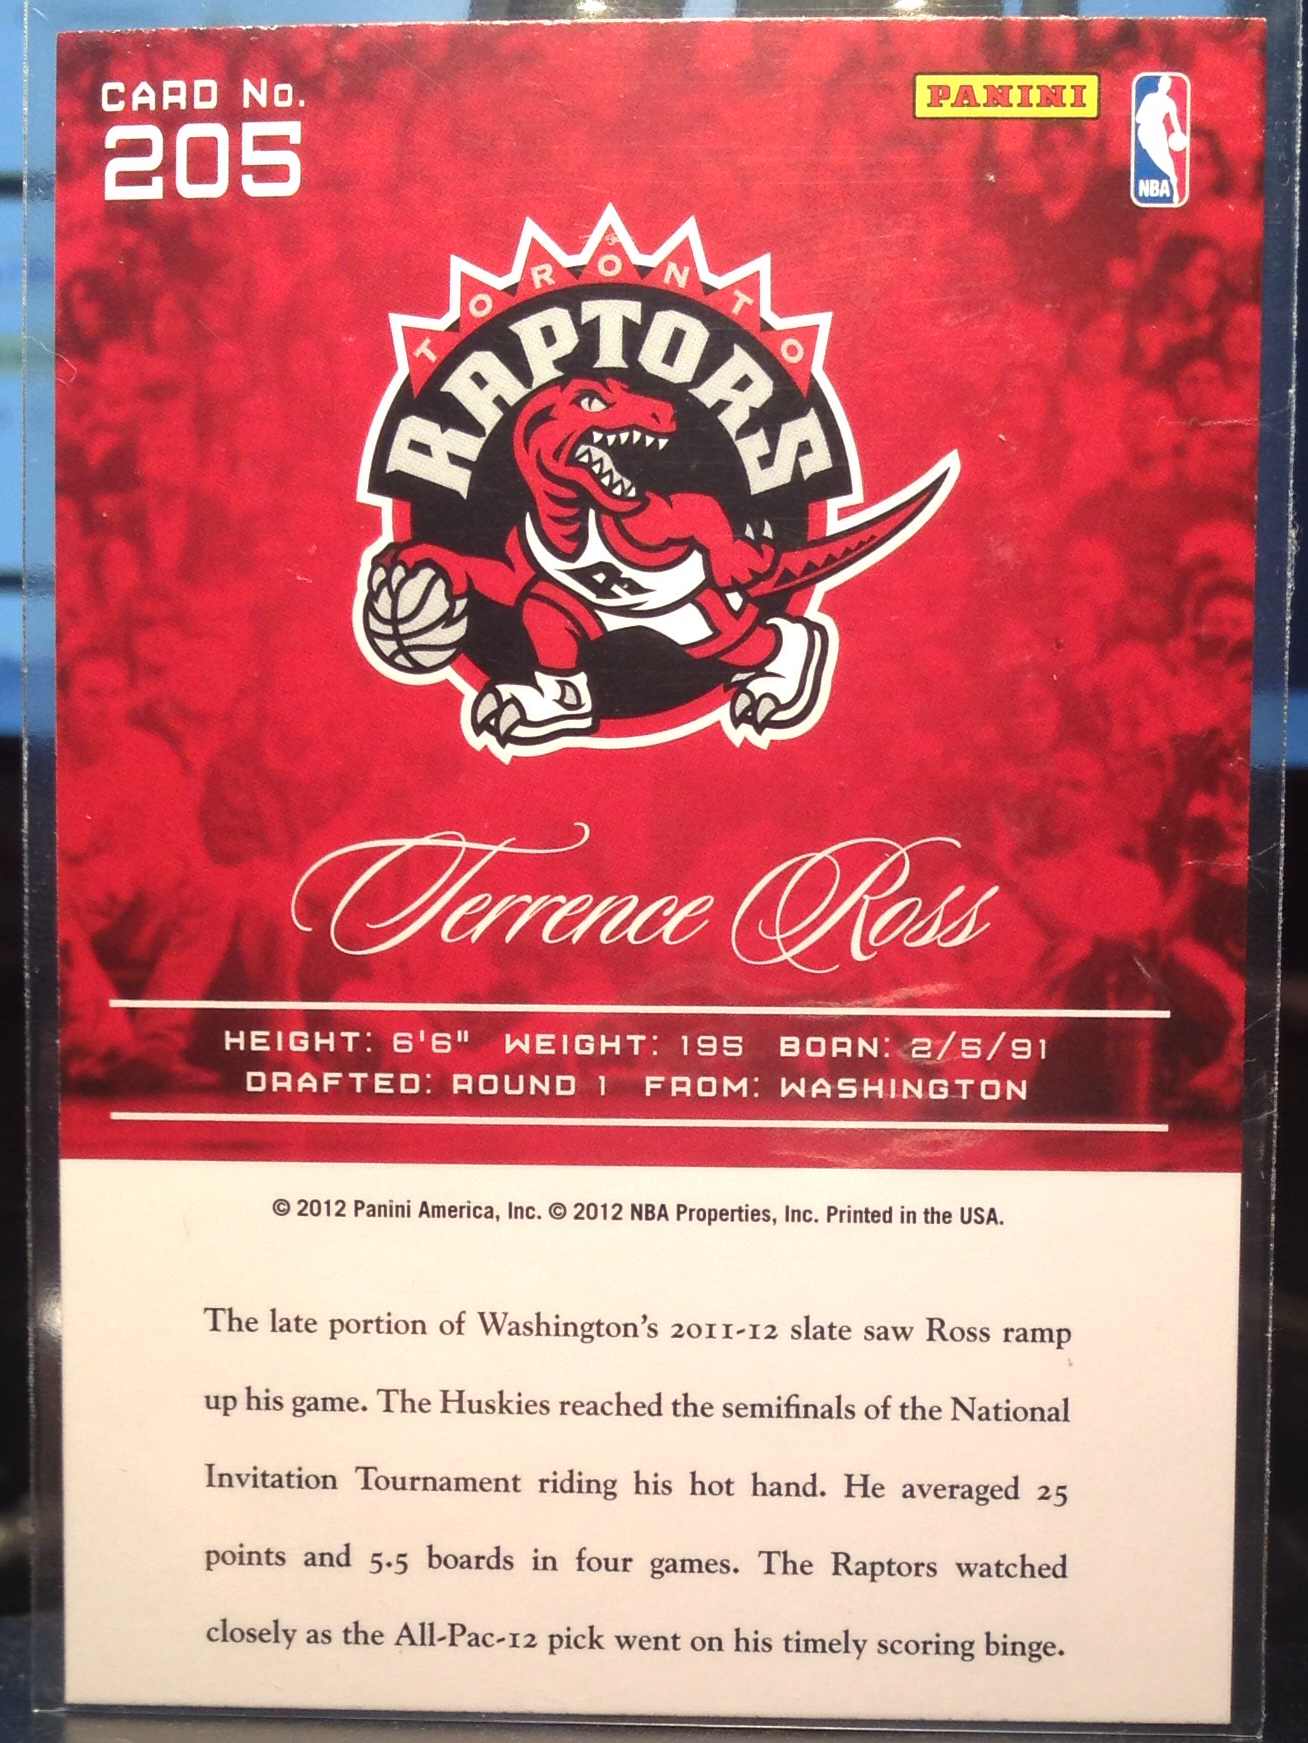 CARD No.
205
PANINI
NBA
TORONTO
RAPTORS
Terrence Ross
HEIGHT: 6'6" WEIGHT: 195 BORN: 2/5/91
DRAFTED: ROUND 1 FROM: WASHINGTON
© 2012 Panini America, Inc. © 2012 NBA Properties, Inc. Printed in the USA.
The late portion of Washington's 2011-12 slate saw Ross ramp
up his game. The Huskies reached the semifinals of the National
Invitation Tournament riding his hot hand. He averaged 25
points and 5.5 boards in four games. The Raptors watched
closely as the All-Pac-12 pick went on his timely scoring binge.